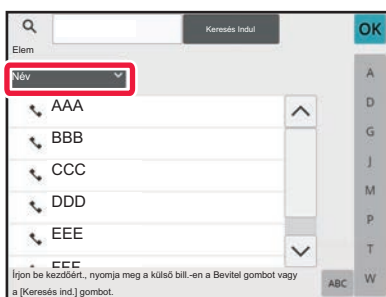 Keresés Indul
OK
Elem
Név
AAA
BBB
CCC
DDD
EEE
FFF
Írjon be kezdőért., nyomja meg a külső bill.-en a Bevitel gombot vagy
a [Keresés ind.] gombot.
A
D
G
J
M
P
T
W
ABC